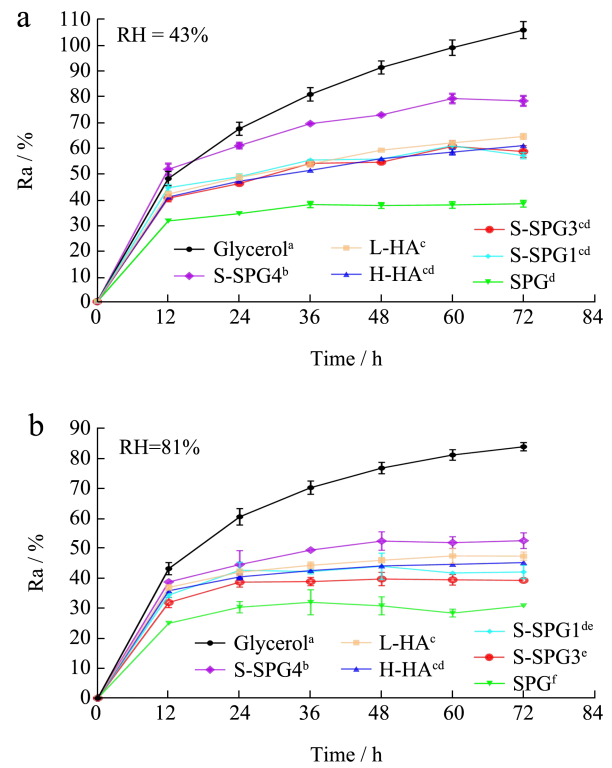 a
RH = 43%
110
100
90
80
70
60
50
40
30
20
10
0
Ra / %
Glycerolᵃ
S-SPG4ᵇ
L-HAᶜ
H-HAᶜᵈ
S-SPG3ᶜᵈ
S-SPG1ᶜᵈ
SPGᵈ
0 12 24 36 48 60 72 84
Time / h
b
RH=81%
90
80
70
60
50
40
30
20
10
0
Ra / %
Glycerolᵃ
S-SPG4ᵇ
L-HAᶜ
H-HAᶜᵈ
S-SPG1ᵈᵉ
S-SPG3ᵉ
SPGᶠ
0 12 24 36 48 60 72 84
Time / h